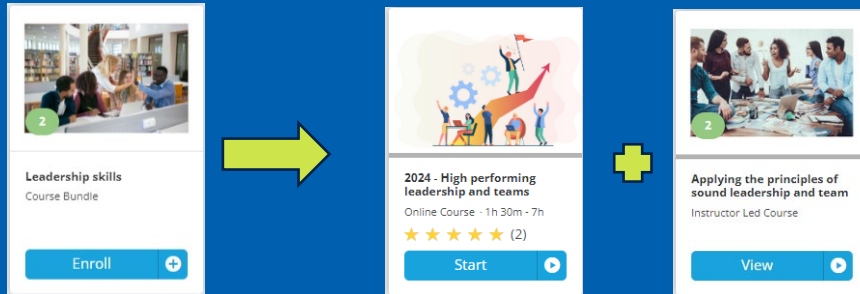 2
Leadership skills
Course Bundle
Enroll
2024 - High performing
leadership and teams
Online Course · 1h 30m - 7h
(2)
Start
2
Applying the principles of
sound leadership and team
Instructor Led Course
View